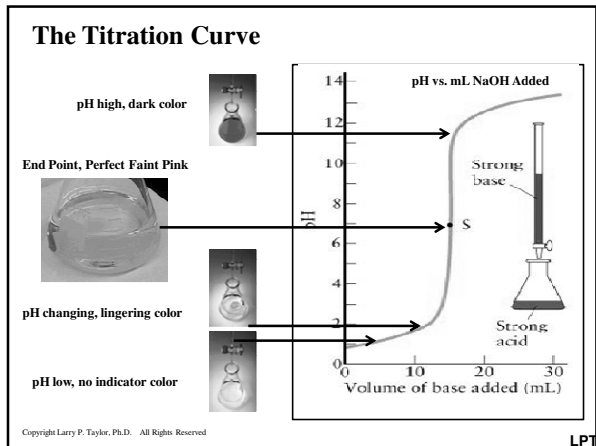 The Titration Curve
pH high, dark color
End Point, Perfect Faint Pink
pH changing, lingering color
pH low, no indicator color
pH vs. mL NaOH Added
14
12
10
8
6
4
2
0
pH
S
Strong
base
Strong
acid
0 10 20 30
Volume of base added (mL)
Copyright Larry P. Taylor, Ph.D. All Rights Reserved
LPT